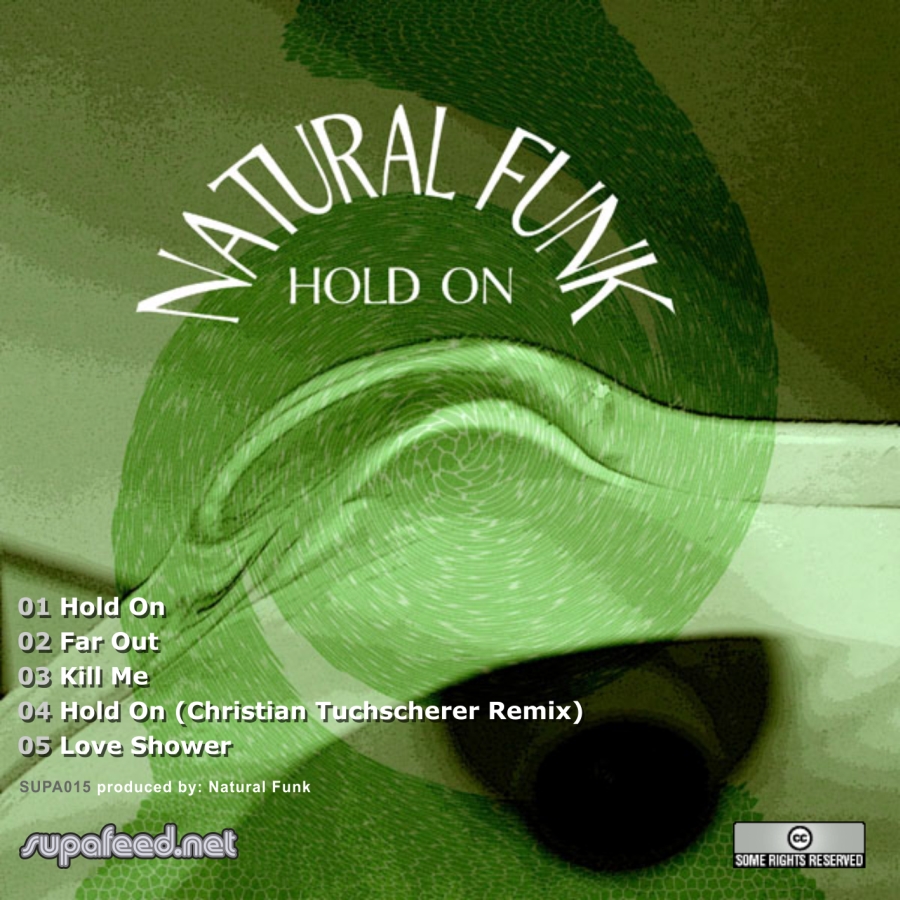 NATURAL FUNK
HOLD ON
01 Hold On
02 Far Out
03 Kill Me
04 Hold On (Christian Tuchscherer Remix)
05 Love Shower
SUPA015 produced by: Natural Funk
supafeed.net
cc
SOME RIGHTS RESERVED